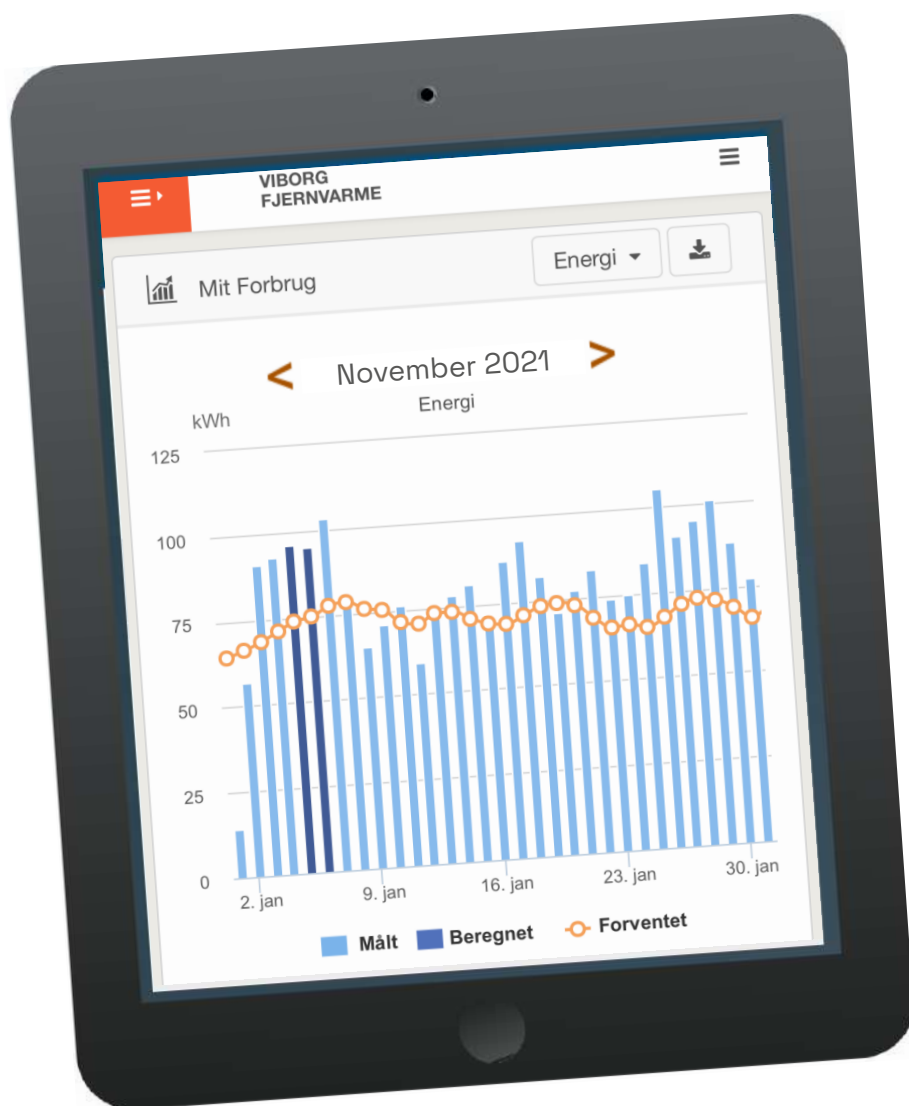 VIBORG
FJERNVARME
Mit Forbrug
Energi
< November 2021 >
Energi
kWh
125
100
75
50
25
0
2. jan
9. jan
16. jan
23. jan
30. jan
Målt
Beregnet
Forventet